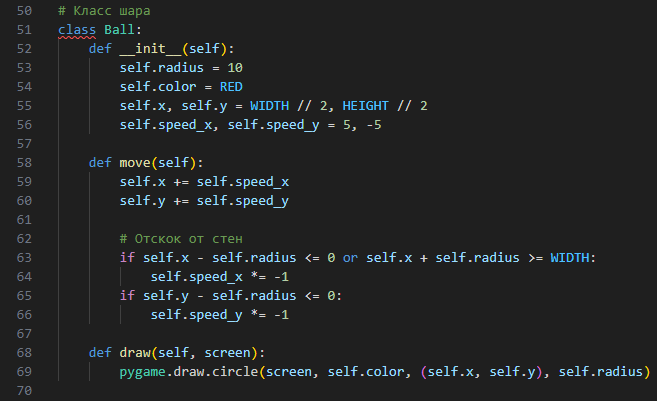 50 # Класс шара
51 class Ball:
52     def __init__(self):
53         self.radius = 10
54         self.color = RED
55         self.x, self.y = WIDTH // 2, HEIGHT // 2
56         self.speed_x, self.speed_y = 5, -5
57
58     def move(self):
59         self.x += self.speed_x
60         self.y += self.speed_y
61
62         # Отскок от стен
63         if self.x - self.radius <= 0 or self.x + self.radius >= WIDTH:
64             self.speed_x *= -1
65         if self.y - self.radius <= 0:
66             self.speed_y *= -1
67
68     def draw(self, screen):
69         pygame.draw.circle(screen, self.color, (self.x, self.y), self.radius)
70